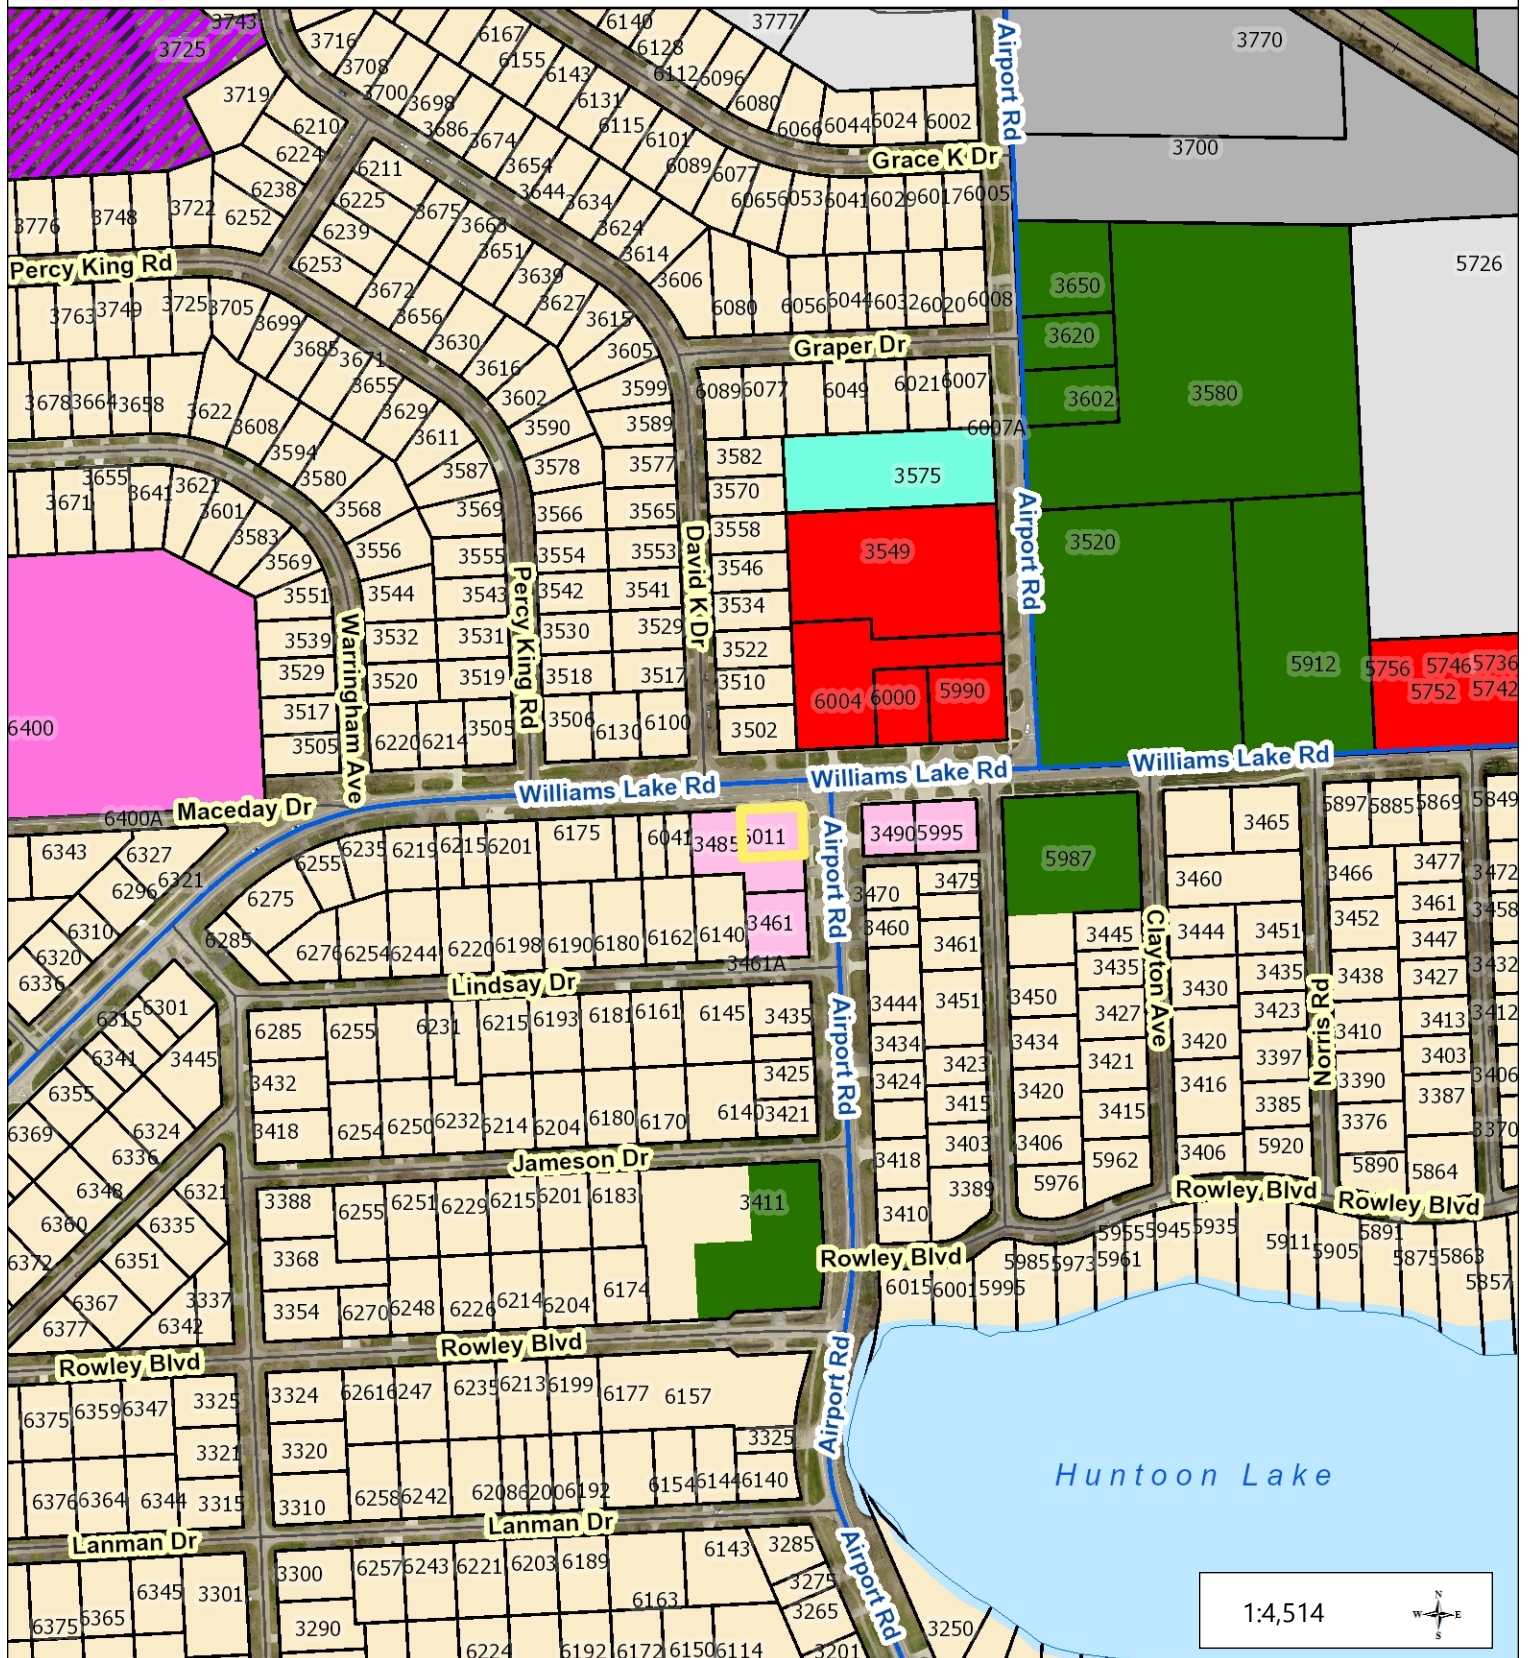 3743 3716 6167 6140 3777 Airport Rd 3770
3725 3708 6155 6128
3719 3700 3698 6143 6112 6096
6210 3686 6131 6080 6024 6002
6224 3674 6115 6066 6044 3700
6211 3654 6101 Grace K Dr
6238 6225 3644 6089 6077
3776 3748 3722 6252 3675 3663 3634 6065 6053 6041 6029 6017 6005
6239 3651 3624
Percy King Rd 6253 3639 3614 5726
3672 3627 3606 3650
3763 3749 3725 3705 3699 3656 3615 6080 6056 6044 6032 6020 6008
3685 3671 3630 3605 Graper Dr 3620
3655 3616 3599 6089 6077 6049 6021 6007
3678 3664 3658 3622 3629 3602 3602 3580
3608 3611 3590 3589 6007A
3594 3587 3578 3577 3582 3575
3655 3621 3580
3671 3641 3601 3568 3569 3566 3565 3570 Airport Rd
3583 3556 3555 3554 3553 3558 3549 3520
3569 David K Dr 3546
3551 3544 3543 Percy King Rd 3542 3541 3534
Warringham Ave
3539 3532 3531 3530 3529 3522
3529 3520 3519 3518 3517 3510 5912 5756 5746 5736
6004 6000 5990 5752 5742
6400 3517 3505 3506 6130 6100 3502
3505 6220 6214
Williams Lake Rd Williams Lake Rd Williams Lake Rd
6400A Maceday Dr
6343 6327 6255 6235 6219 6215 6201 6175 6041 3485 6011 Airport Rd 3490 5995 5987 3465 5897 5885 5869 5849
6296 6321 6275 3475 3460 3466 3477 3472
3470
6310 6285 3461 3460 3445 Clayton Ave 3444 3451 3452 3461 3458
6320 6276 6254 6244 6220 6198 6190 6180 6162 6140 3461 3447
6336 3461A 3435 3435 3438 3427 3432
Lindsay Dr
6301 6315 3444 3451 3450 3430 Norris Rd
6285 6255 6231 6215 6193 6181 6161 6145 3435 Airport Rd 3427 3423 3410 3413 3412
6341 3445 3434 3434 3420
6355 3432 3425 3424 3423 3421 3397 3403
3420 3416 3390 3387 3406
6369 6324 3418 6254 6250 6232 6214 6204 6180 6170 6140 3421 3415 3415 3385 3376 3370
6336 Jameson Dr 3418 3403 3406 5962 3406 5920 5890 5864
6348 6321 3388 6255 6251 6229 6215 6201 6183 3411 3389 5976 Rowley Blvd Rowley Blvd
6360 6335 3410
6372 6351 3368 Rowley Blvd 5985 5973 5955 5961 5945 5935 5911 5905 5891 5875 5863 5857
6367 3337 3354 6270 6248 6226 6214 6204 6174 6015 6001 5995
6377 6342 Rowley Blvd
Rowley Blvd Airport Rd
6375 6359 6347 3325 3324 6261 6247 6235 6213 6199 6177 6157
3321 3320 3325
6376 6364 6344 3315 3310 6258 6242 6208 6200 6192 6154 6144 6140 Huntoon Lake
Lanman Dr Lanman Dr Airport Rd
6375 6365 6345 3301 3300 6257 6243 6221 6203 6189 6163 6143 3285
3275
3290 3265 3250
6224 6192 6172 6150 6114 3201
1:4,514
N
W E
S